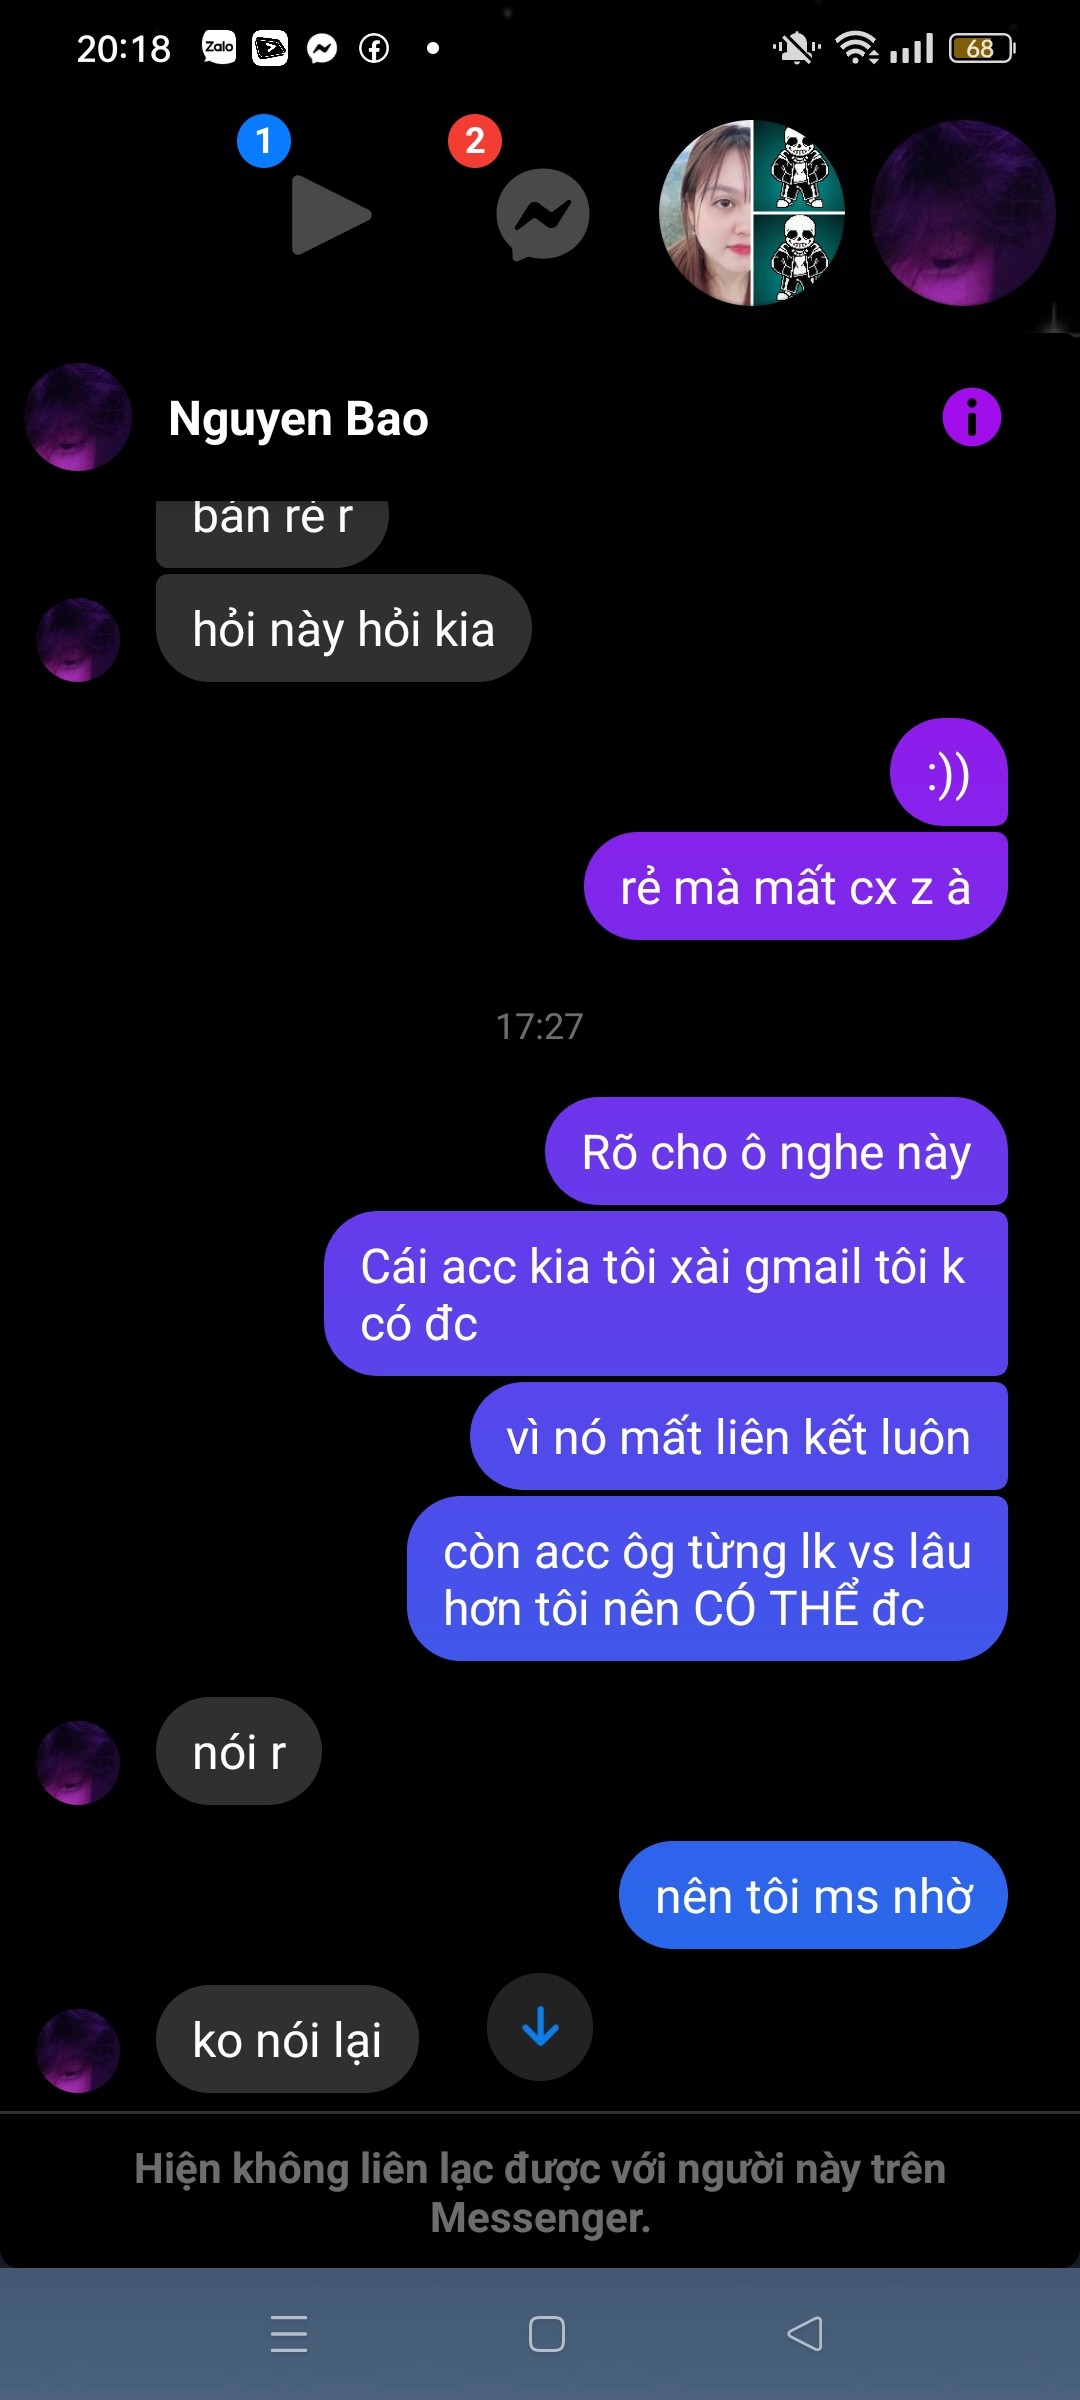 20:18
Zalo
68
1
2
Nguyen Bao
bán rẻ r
hỏi này hỏi kia
:))
rẻ mà mất cx z à
17:27
Rõ cho ô nghe này
Cái acc kia tôi xài gmail tôi k
có đc
vì nó mất liên kết luôn
còn acc ôg từng lk vs lâu
hơn tôi nên CÓ THỂ đc
nói r
nên tôi ms nhờ
ko nói lại
Hiện không liên lạc được với người này trên
Messenger.